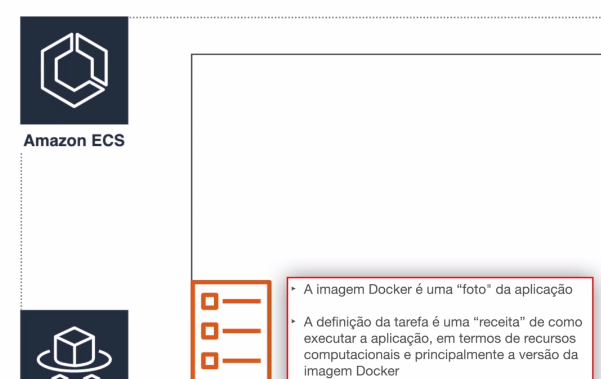 Amazon ECS
‣ A imagem Docker é uma “foto" da aplicação
‣ A definição da tarefa é uma “receita” de como
executar a aplicação, em termos de recursos
computacionais e principalmente a versão da
imagem Docker